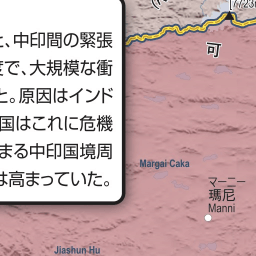 [7723]
と、中印間の緊張
度で、大規模な衝
と。原因はインド
国はこれに危機
まる中印国境周
は高まっていた。
可
Margai Caka
マーニー
瑪尼
Manni
Jiashun Hu